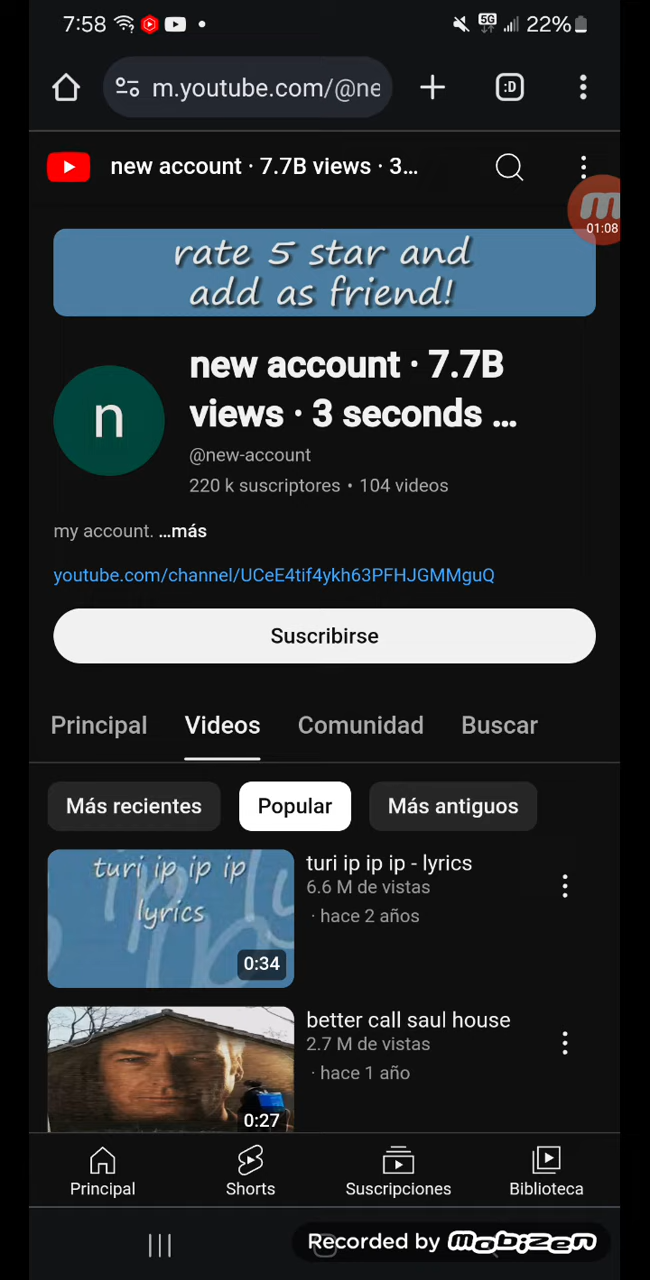 7:58
5G
22%
:D
m.youtube.com/@ne
new account · 7.7B views · 3...
01:08
rate 5 star and
add as friend!
n
new account · 7.7B
views · 3 seconds ...
@new-account
220 k suscriptores • 104 videos
my account. ...más
youtube.com/channel/UCeE4tif4ykh63PFHJGMMguQ
Suscribirse
Principal Videos Comunidad Buscar
Más recientes Popular Más antiguos
turi ip ip ip
lyrics
0:34
turi ip ip ip - lyrics
6.6 M de vistas
· hace 2 años
0:27
better call saul house
2.7 M de vistas
· hace 1 año
Principal Shorts Suscripciones Biblioteca
Recorded by mobizen